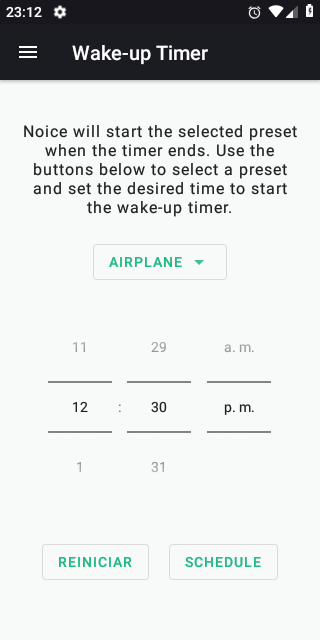 23:12
Wake-up Timer
Noice will start the selected preset
when the timer ends. Use the
buttons below to select a preset
and set the desired time to start
the wake-up timer.
AIRPLANE
11 29 a. m.
12 : 30 p. m.
1 31
REINICIAR SCHEDULE